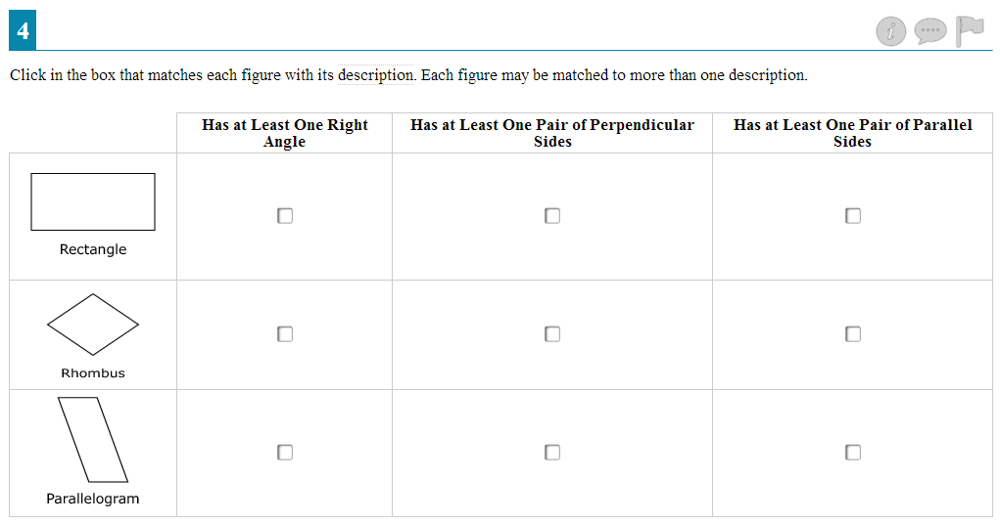 4
Click in the box that matches each figure with its description. Each figure may be matched to more than one description.
Has at Least One Right
Angle
Has at Least One Pair of Perpendicular
Sides
Has at Least One Pair of Parallel
Sides
Rectangle
Rhombus
Parallelogram